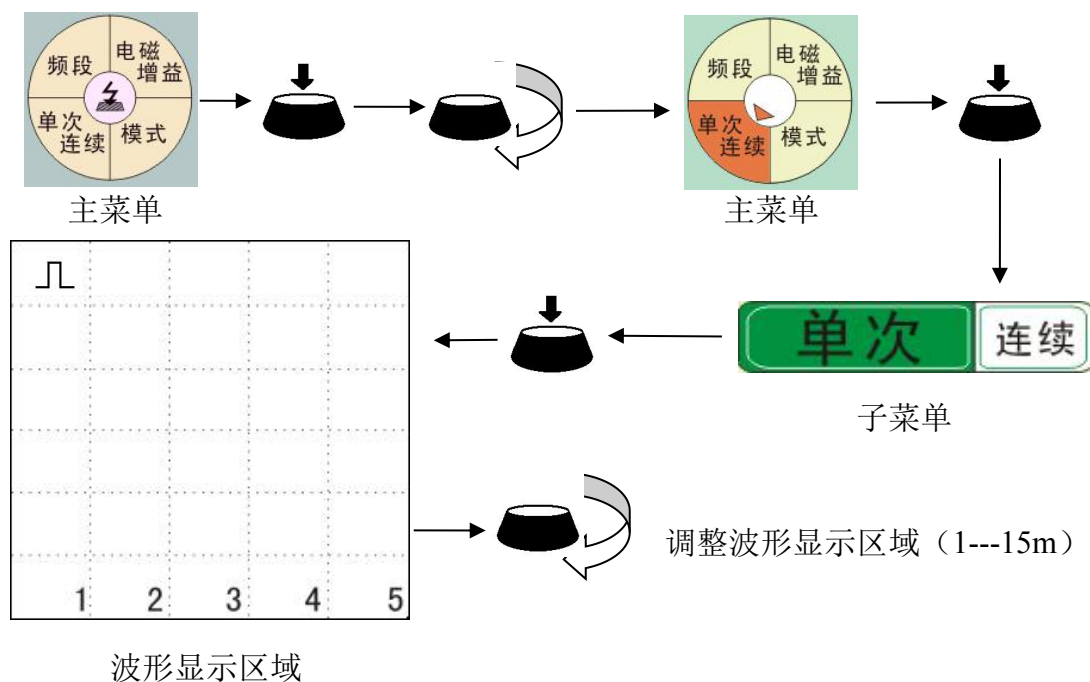 频段
电磁
增益
单次
连续
模式
主菜单
频段
电磁
增益
单次
连续
模式
主菜单
单次 连续
子菜单
1 2 3 4 5
波形显示区域
调整波形显示区域（1---15m）